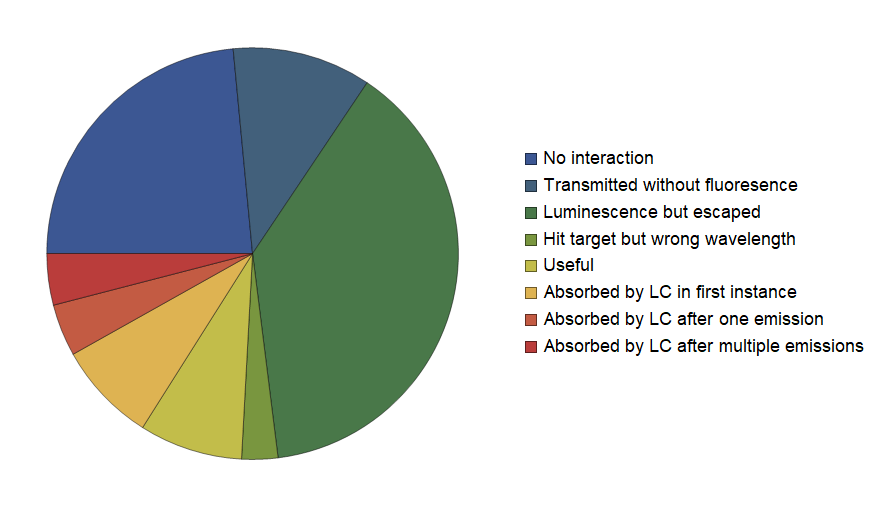 No interaction
Transmitted without fluoresence
Luminescence but escaped
Hit target but wrong wavelength
Useful
Absorbed by LC in first instance
Absorbed by LC after one emission
Absorbed by LC after multiple emissions